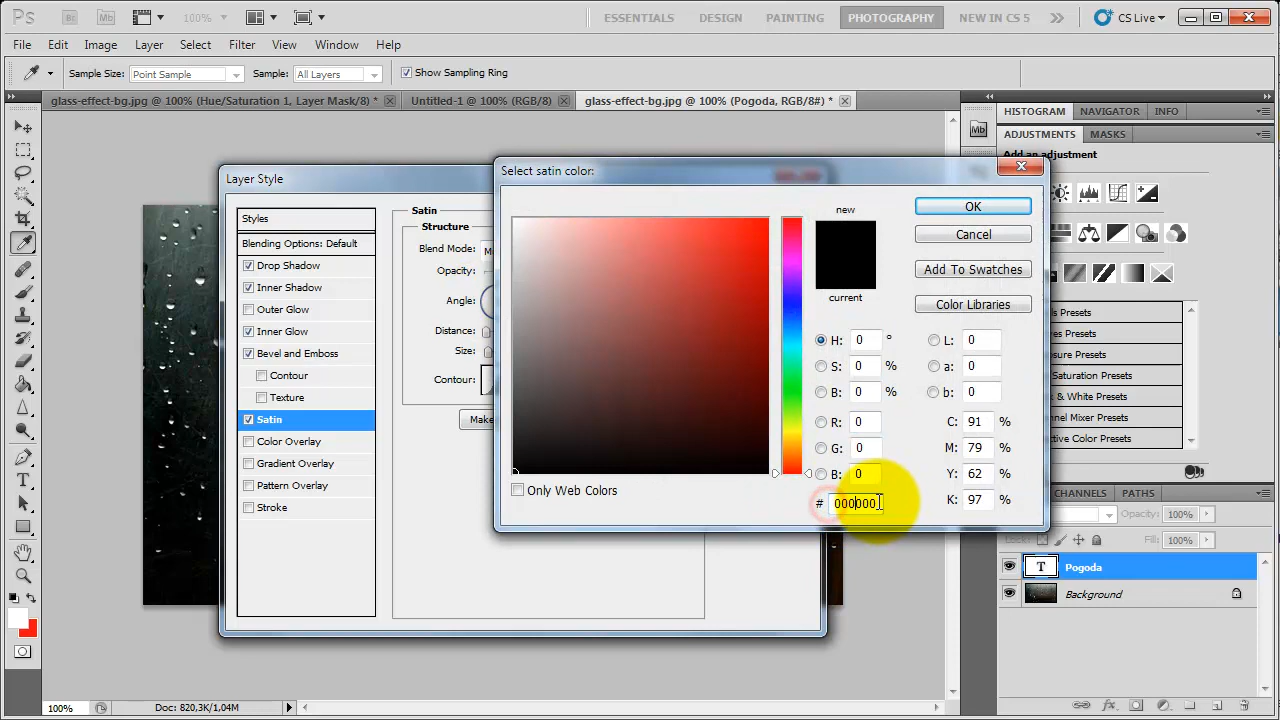 Ps Br Mb 100% ESSENTIALS DESIGN PAINTING PHOTOGRAPHY NEW IN CS 5 CS Live
File Edit Image Layer Select Filter View Window Help
Sample Size: Point Sample Sample: All Layers Show Sampling Ring
glass-effect-bg.jpg @ 100% (Hue/Saturation 1, Layer Mask/8) * Untitled-1 @ 100% (RGB/8) glass-effect-bg.jpg @ 100% (Pogoda, RGB/8#) *
HISTOGRAM NAVIGATOR INFO
Mb
ADJUSTMENTS MASKS
Add an adjustment
Layer Style
Select satin color:
Styles
Blending Options: Default
Drop Shadow
Inner Shadow
Outer Glow
Inner Glow
Bevel and Emboss
Contour
Texture
Satin
Color Overlay
Gradient Overlay
Pattern Overlay
Stroke
Satin
Structure
Blend Mode: M
Opacity:
Angle:
Distance:
Size:
Contour:
Make
new
current
OK
Cancel
Add To Swatches
Color Libraries
H: 0 °
S: 0 %
B: 0 %
R: 0
G: 0
B: 0
# 000000
L: 0
a: 0
b: 0
C: 91 %
M: 79 %
Y: 62 %
K: 97 %
Only Web Colors
s Presets
Presets
osure Presets
Saturation Presets
& White Presets
nnel Mixer Presets
ective Color Presets
CHANNELS PATHS
Opacity: 100%
Lock: Fill: 100%
T Pogoda
Background
100% Doc: 820,3K/1,04M